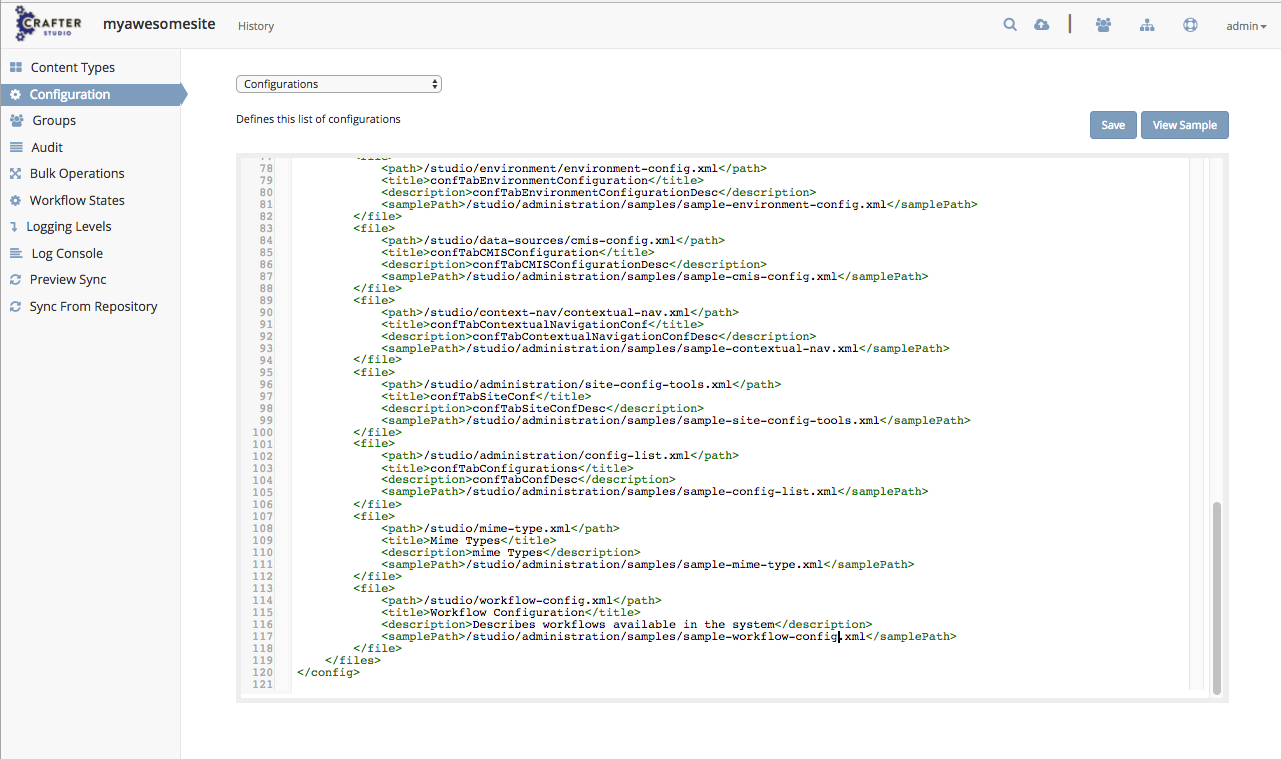 CRAFTER
STUDIO
myawesomesite
History
admin
Content Types
Configuration
Groups
Audit
Bulk Operations
Workflow States
Logging Levels
Log Console
Preview Sync
Sync From Repository
Configurations
Defines this list of configurations
Save
View Sample
77 <file>
78 <path>/studio/environment/environment-config.xml</path>
79 <title>confTabEnvironmentConfiguration</title>
80 <description>confTabEnvironmentConfigurationDesc</description>
81 <samplePath>/studio/administration/samples/sample-environment-config.xml</samplePath>
82 </file>
83 <file>
84 <path>/studio/data-sources/cmis-config.xml</path>
85 <title>confTabCMISConfiguration</title>
86 <description>confTabCMISConfigurationDesc</description>
87 <samplePath>/studio/administration/samples/sample-cmis-config.xml</samplePath>
88 </file>
89 <file>
90 <path>/studio/context-nav/contextual-nav.xml</path>
91 <title>confTabContextualNavigationConf</title>
92 <description>confTabContextualNavigationConfDesc</description>
93 <samplePath>/studio/administration/samples/sample-contextual-nav.xml</samplePath>
94 </file>
95 <file>
96 <path>/studio/administration/site-config-tools.xml</path>
97 <title>confTabSiteConf</title>
98 <description>confTabSiteConfDesc</description>
99 <samplePath>/studio/administration/samples/sample-site-config-tools.xml</samplePath>
100 </file>
101 <file>
102 <path>/studio/administration/config-list.xml</path>
103 <title>confTabConfigurations</title>
104 <description>confTabConfDesc</description>
105 <samplePath>/studio/administration/samples/sample-config-list.xml</samplePath>
106 </file>
107 <file>
108 <path>/studio/mime-type.xml</path>
109 <title>Mime Types</title>
110 <description>mime Types</description>
111 <samplePath>/studio/administration/samples/sample-mime-type.xml</samplePath>
112 </file>
113 <file>
114 <path>/studio/workflow-config.xml</path>
115 <title>Workflow Configuration</title>
116 <description>Describes workflows available in the system</description>
117 <samplePath>/studio/administration/samples/sample-workflow-config.xml</samplePath>
118 </file>
119 </files>
120 </config>
121